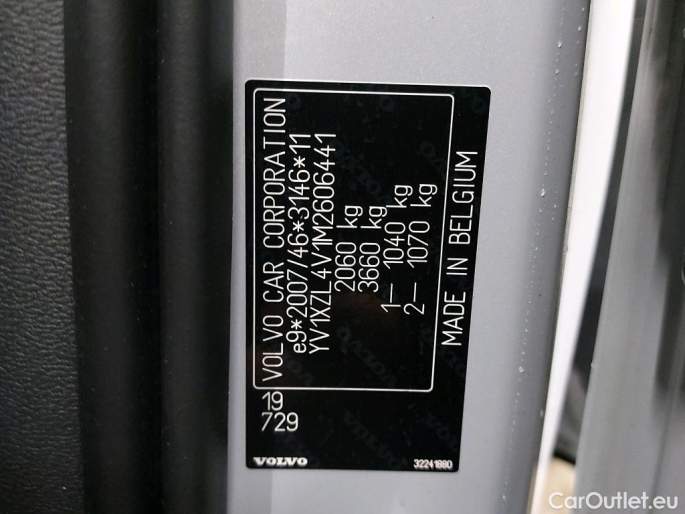 VOLVO CAR CORPORATION
e9*2007/46*3146*11
YV1XZL4V1M2606441
2060 kg
3660 kg
1— 1040 kg
2— 1070 kg
MADE IN BELGIUM
19
729
VOLVO
32241880
CarOutlet.eu